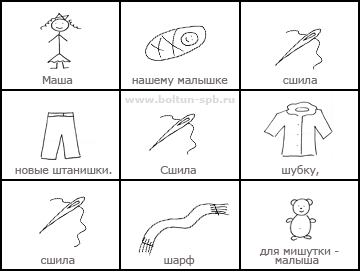 Маша
нашему малышке
сшила
www.boltun-spb.ru
новые штанишки.
Сшила
шубку,
сшила
шарф
для мишутки -
малыша